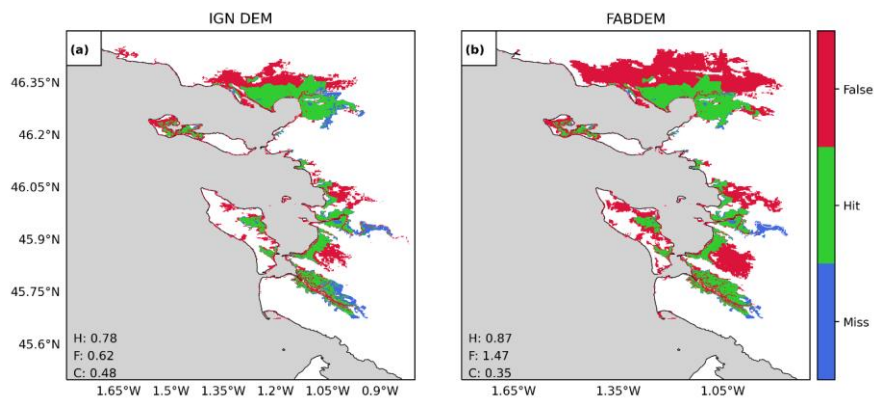 IGN DEM
FABDEM
(a)
(b)
46.35°N
46.2°N
46.05°N
45.9°N
45.75°N
45.6°N
H: 0.78
F: 0.62
C: 0.48
H: 0.87
F: 1.47
C: 0.35
1.65°W 1.5°W 1.35°W 1.2°W 1.05°W 0.9°W
1.65°W 1.35°W 1.05°W
False
Hit
Miss